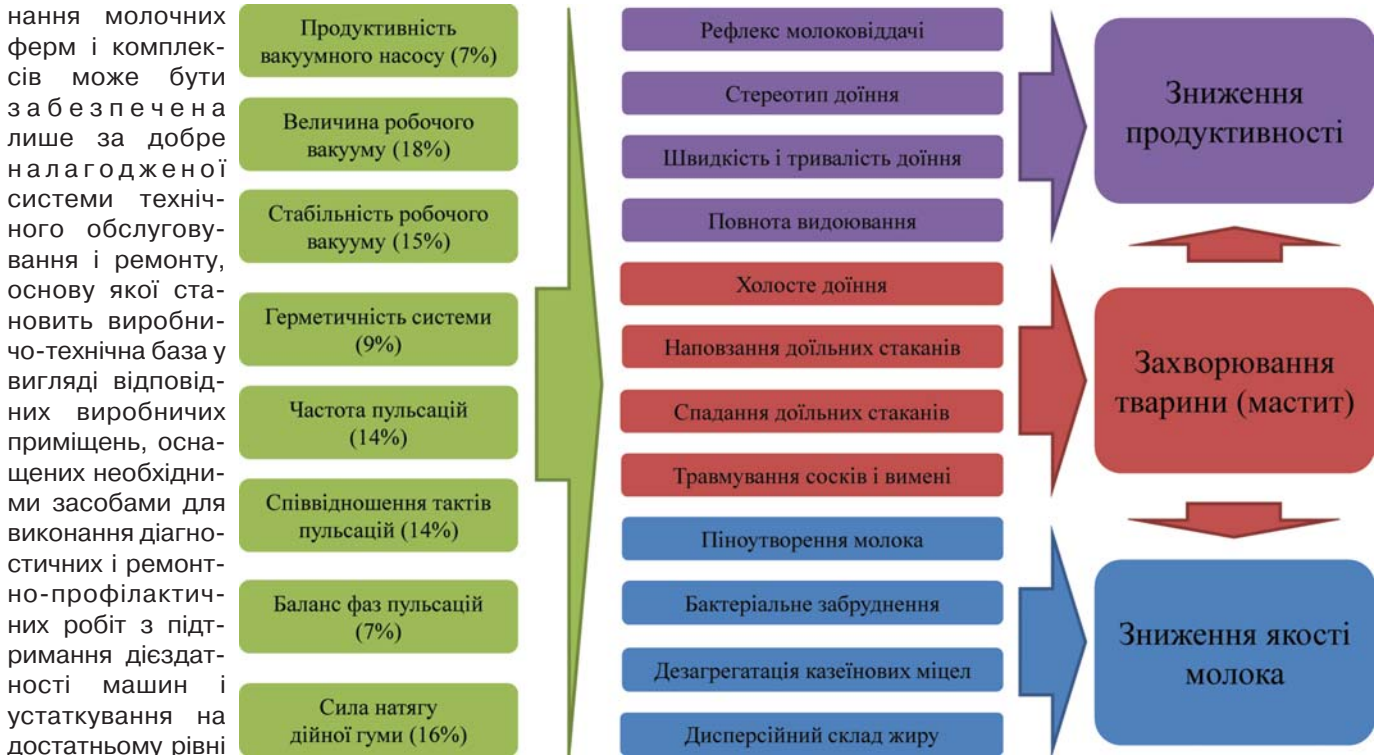 нання молочних
ферм і комплек-
сів може бути
забезпечена
лише за добре
налагодженої
системи техніч-
ного обслугову-
вання і ремонту,
основу якої ста-
новить виробни-
чо-технічна база у
вигляді відповід-
них виробничих
приміщень, осна-
щених необхідни-
ми засобами для
виконання діагно-
стичних і ремонт-
но-профілактич-
них робіт з підт-
римання дієздат-
ності машин і
устаткування на
достатньому рівні
Продуктивність
вакуумного насосу (7%)
Величина робочого
вакууму (18%)
Стабільність робочого
вакууму (15%)
Герметичність системи
(9%)
Частота пульсацій
(14%)
Співвідношення тактів
пульсацій (14%)
Баланс фаз пульсацій
(7%)
Сила натягу
дійної гуми (16%)
Рефлекс молоковіддачі
Стереотип доїння
Швидкість і тривалість доїння
Повнота видоювання
Холосте доїння
Наповзання доїльних стаканів
Спадання доїльних стаканів
Травмування сосків і вимені
Піноутворення молока
Бактеріальне забруднення
Дезагрегатація казеїнових міцел
Дисперсійний склад жиру
Зниження
продуктивності
Захворювання
тварини (мастит)
Зниження якості
молока